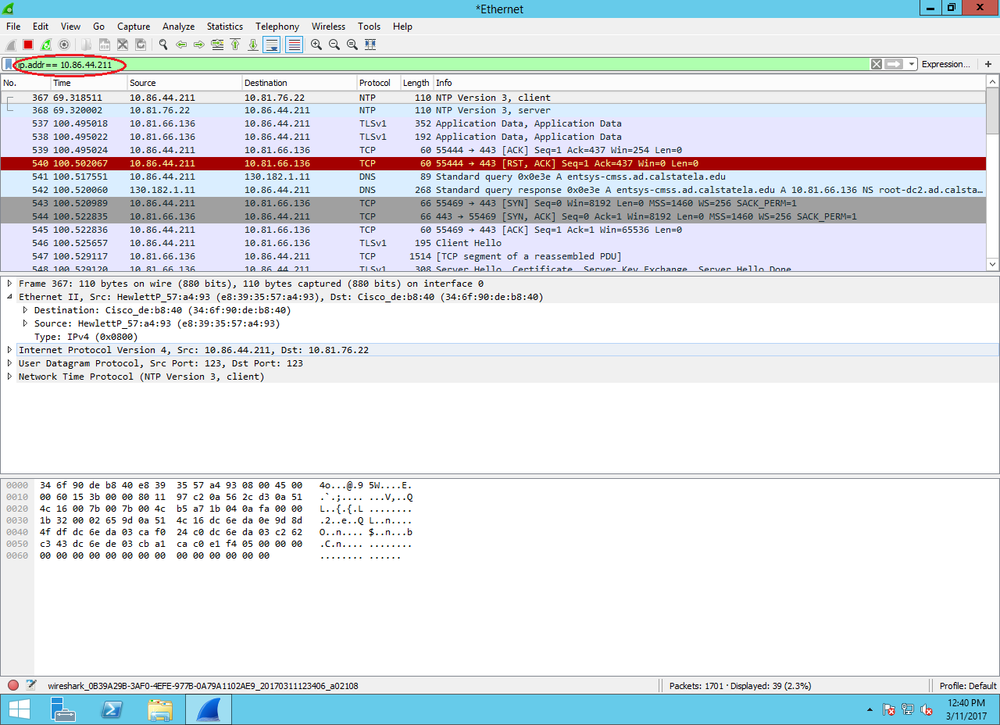 *Ethernet
File Edit View Go Capture Analyze Statistics Telephony Wireless Tools Help
ip.addr== 10.86.44.211 Expression... +
No. Time Source Destination Protocol Length Info
367 69.318511 10.86.44.211 10.81.76.22 NTP 110 NTP Version 3, client
368 69.320002 10.81.76.22 10.86.44.211 NTP 110 NTP Version 3, server
537 100.495018 10.81.66.136 10.86.44.211 TLSv1 352 Application Data, Application Data
538 100.495022 10.81.66.136 10.86.44.211 TLSv1 192 Application Data, Application Data
539 100.495024 10.86.44.211 10.81.66.136 TCP 60 55444 → 443 [ACK] Seq=1 Ack=437 Win=254 Len=0
540 100.502067 10.86.44.211 10.81.66.136 TCP 60 55444 → 443 [RST, ACK] Seq=1 Ack=437 Win=0 Len=0
541 100.517551 10.86.44.211 130.182.1.11 DNS 89 Standard query 0x0e3e A entsys-cmss.ad.calstatela.edu
542 100.520060 130.182.1.11 10.86.44.211 DNS 268 Standard query response 0x0e3e A entsys-cmss.ad.calstatela.edu A 10.81.66.136 NS root-dc2.ad.calsta...
543 100.520989 10.86.44.211 10.81.66.136 TCP 66 55469 → 443 [SYN] Seq=0 Win=8192 Len=0 MSS=1460 WS=256 SACK_PERM=1
544 100.522835 10.81.66.136 10.86.44.211 TCP 66 443 → 55469 [SYN, ACK] Seq=0 Ack=1 Win=8192 Len=0 MSS=1460 WS=256 SACK_PERM=1
545 100.522836 10.86.44.211 10.81.66.136 TCP 60 55469 → 443 [ACK] Seq=1 Ack=1 Win=65536 Len=0
546 100.525657 10.86.44.211 10.81.66.136 TLSv1 195 Client Hello
547 100.529117 10.81.66.136 10.86.44.211 TCP 1514 [TCP segment of a reassembled PDU]
548 100.529120 10.81.66.136 10.86.44.211 TLSv1 308 Server Hello, Certificate, Server Key Exchange, Server Hello Done
Frame 367: 110 bytes on wire (880 bits), 110 bytes captured (880 bits) on interface 0
Ethernet II, Src: HewlettP_57:a4:93 (e8:39:35:57:a4:93), Dst: Cisco_de:b8:40 (34:6f:90:de:b8:40)
Destination: Cisco_de:b8:40 (34:6f:90:de:b8:40)
Source: HewlettP_57:a4:93 (e8:39:35:57:a4:93)
Type: IPv4 (0x0800)
Internet Protocol Version 4, Src: 10.86.44.211, Dst: 10.81.76.22
User Datagram Protocol, Src Port: 123, Dst Port: 123
Network Time Protocol (NTP Version 3, client)
0000 34 6f 90 de b8 40 e8 39 35 57 a4 93 08 00 45 00 4o...@.9 5W....E.
0010 00 60 15 3b 00 00 80 11 97 c2 0a 56 2c d3 0a 51 .`.;.... ...V,..Q
0020 4c 16 00 7b 00 7b 00 4c b5 a7 1b 04 0a fa 00 00 L..{.{.L ........
0030 1b 32 00 02 65 9d 0a 51 4c 16 dc 6e da 0e 9d 8d .2..e..Q L..n....
0040 4f df dc 6e da 03 ca f0 24 c0 dc 6e da 03 c2 62 O..n.... $..n...b
0050 c3 43 dc 6e de 03 cb a1 ca c0 e1 f4 05 00 00 00 .C.n.... ........
0060 00 00 00 00 00 00 00 00 00 00 00 00 00 00 ........ ......
wireshark_0B39A29B-3AF0-4EFE-977B-0A79A1102AE9_20170311123406_a02108 Packets: 1701 · Displayed: 39 (2.3%) Profile: Default
12:40 PM
3/11/2017